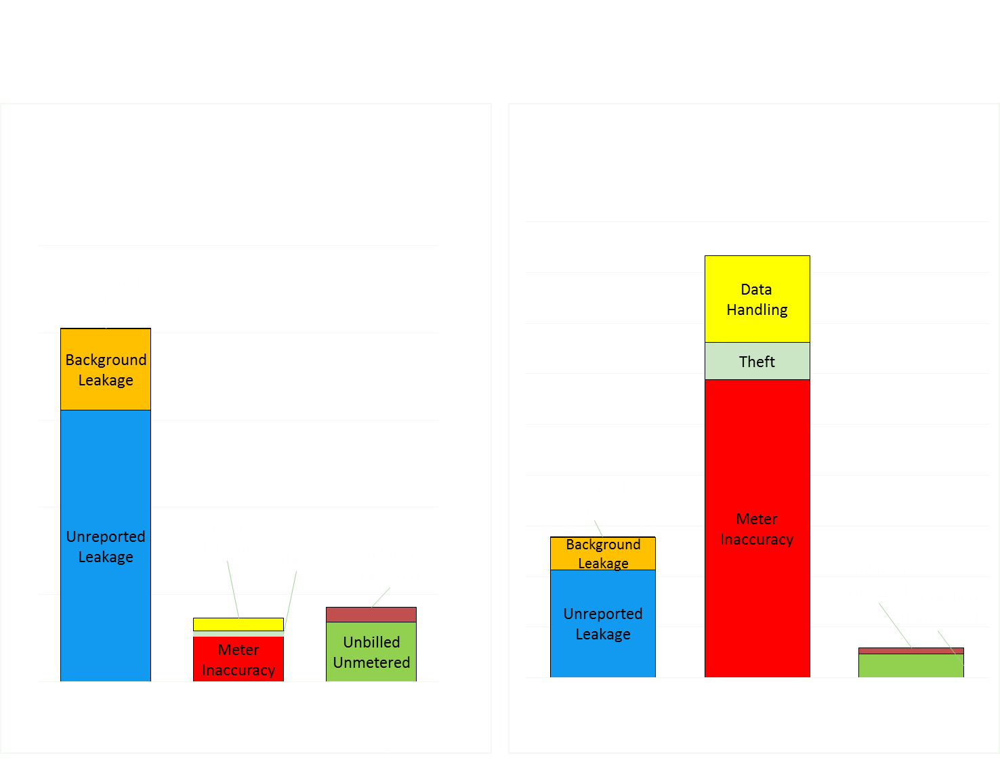 Background
Leakage
Unreported
Leakage
Meter
Inaccuracy
Unbilled
Unmetered
Data
Handling
Theft
Meter
Inaccuracy
Background
Leakage
Unreported
Leakage